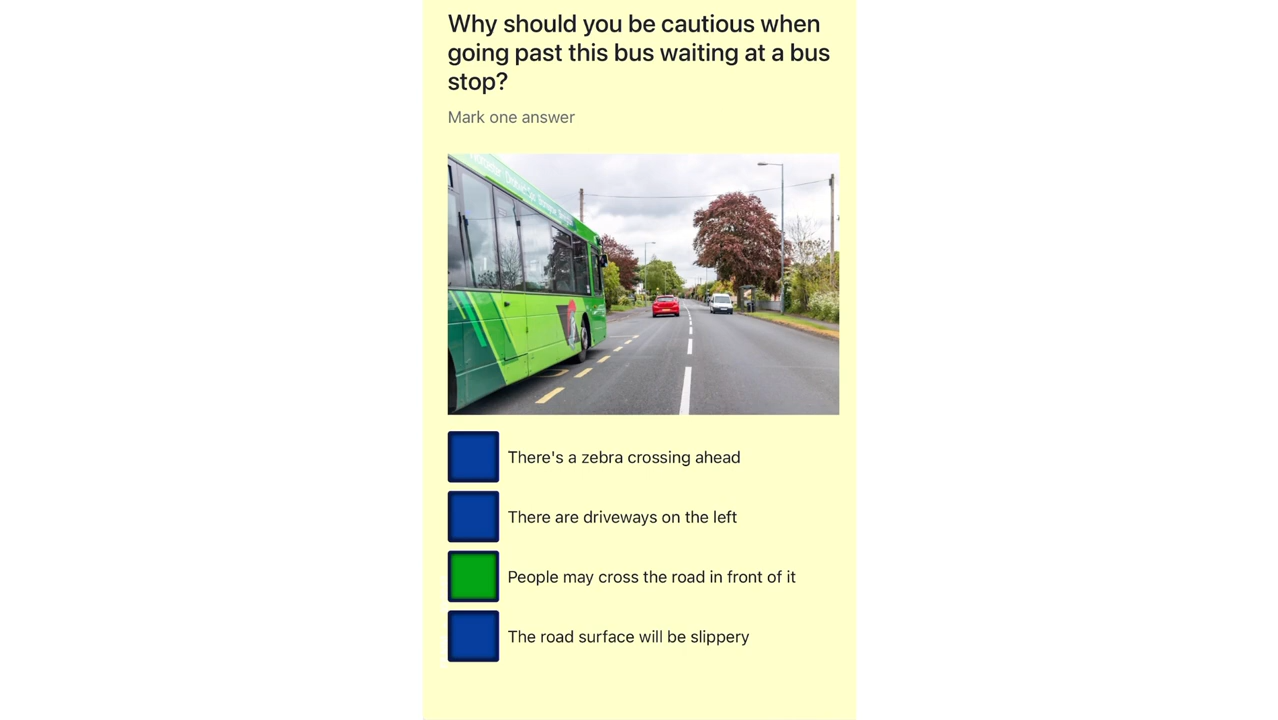 Why should you be cautious when
going past this bus waiting at a bus
stop?
Mark one answer
There's a zebra crossing ahead
There are driveways on the left
People may cross the road in front of it
The road surface will be slippery